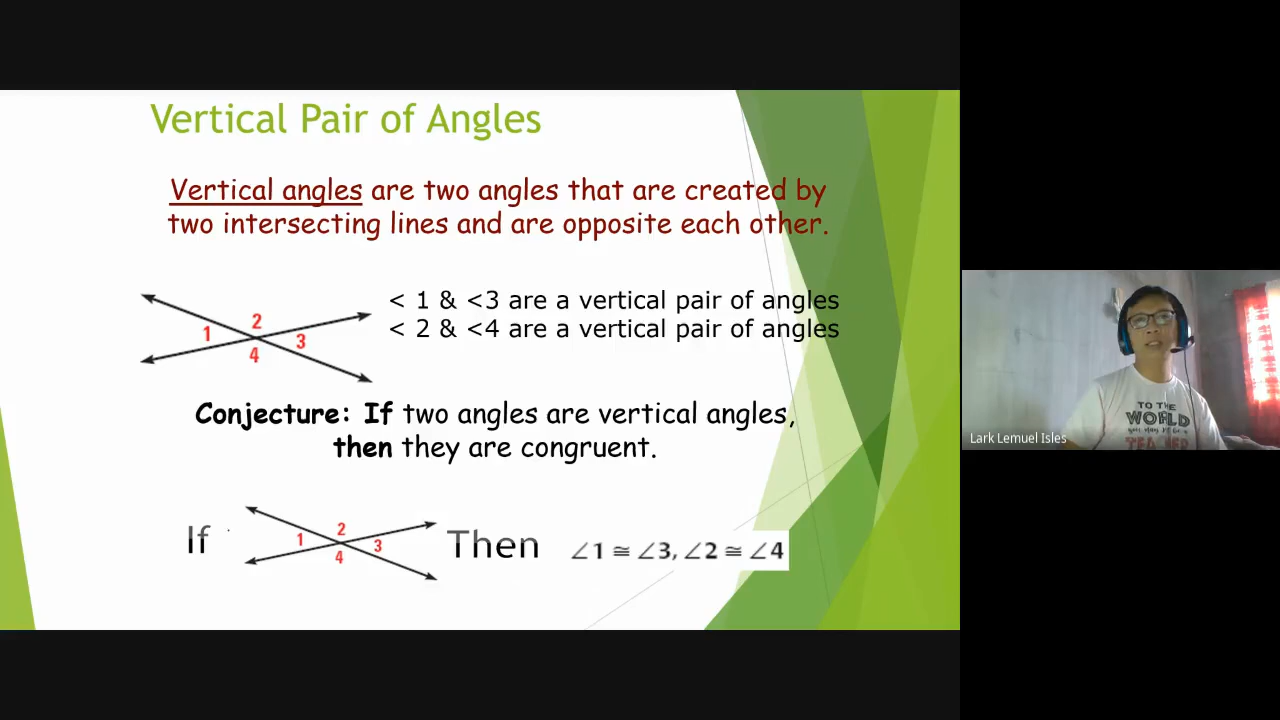 Vertical Pair of Angles
Vertical angles are two angles that are created by
two intersecting lines and are opposite each other.
< 1 & <3 are a vertical pair of angles
< 2 & <4 are a vertical pair of angles
1
2
3
4
Conjecture: If two angles are vertical angles,
then they are congruent.
If
1
2
3
4
Then
∠1 ≅ ∠3, ∠2 ≅ ∠4
TO THE
WORLD
TEACHER
Lark Lemuel Isles